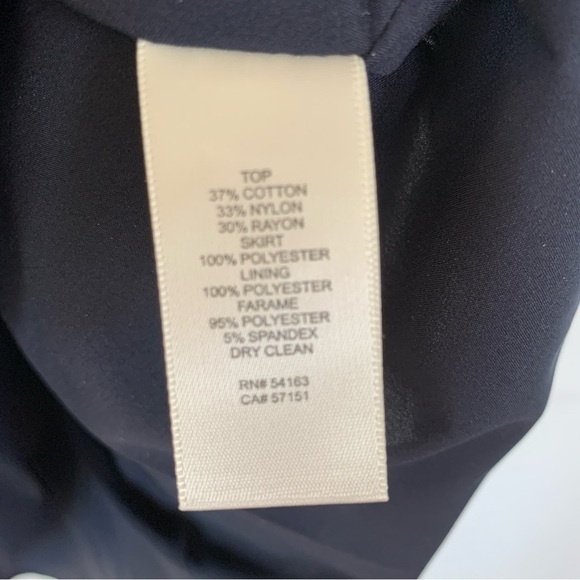 TOP
37% COTTON
33% NYLON
30% RAYON
SKIRT
100% POLYESTER
LINING
100% POLYESTER
FARAME
95% POLYESTER
5% SPANDEX
DRY CLEAN
RN# 54163
CA# 57151